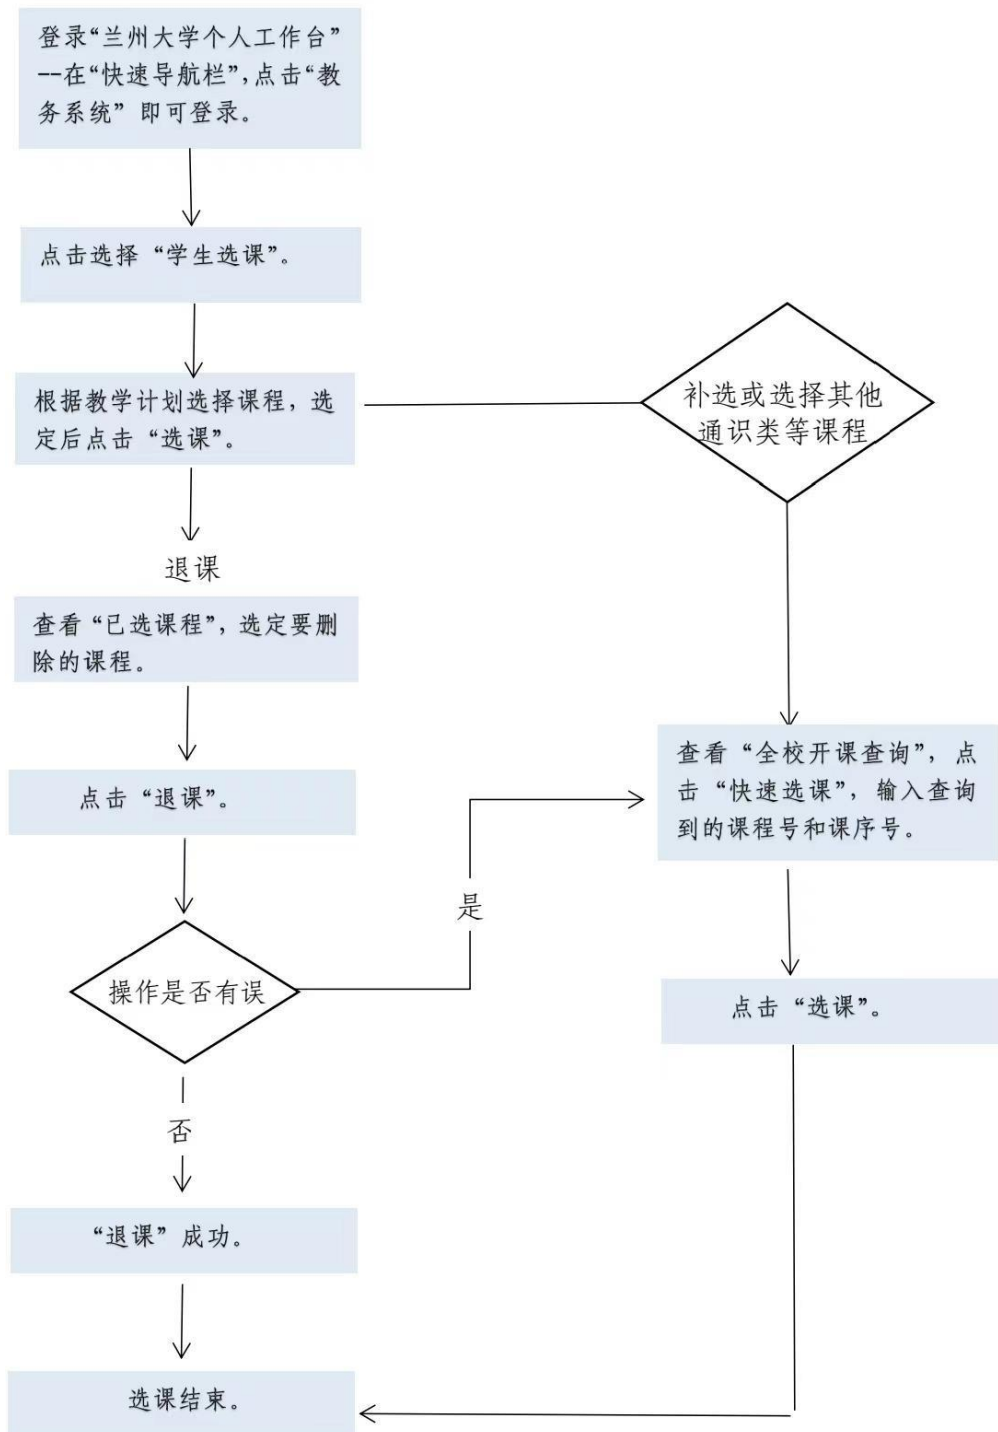 登录“兰州大学个人工作台”
--在“快速导航栏”,点击“教
务系统” 即可登录。
点击选择 “学生选课”。
根据教学计划选择课程, 选
定后点击 “选课”。
补选或选择其他
通识类等课程
退课
查看 “已选课程”, 选定要删
除的课程。
点击 “退课”。
查看 “全校开课查询”, 点
击 “快速选课”, 输入查询
到的课程号和课序号。
是
操作是否有误
点击 “选课”。
否
“退课” 成功。
选课结束。